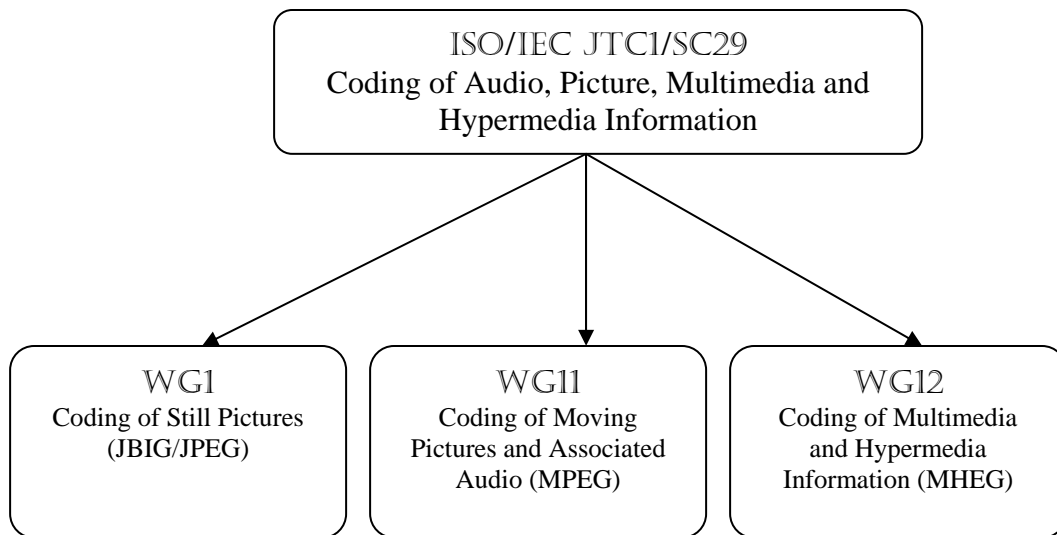 ISO/IEC JTC1/SC29
Coding of Audio, Picture, Multimedia and
Hypermedia Information
WG1
Coding of Still Pictures
(JBIG/JPEG)
WG11
Coding of Moving
Pictures and Associated
Audio (MPEG)
WG12
Coding of Multimedia
and Hypermedia
Information (MHEG)